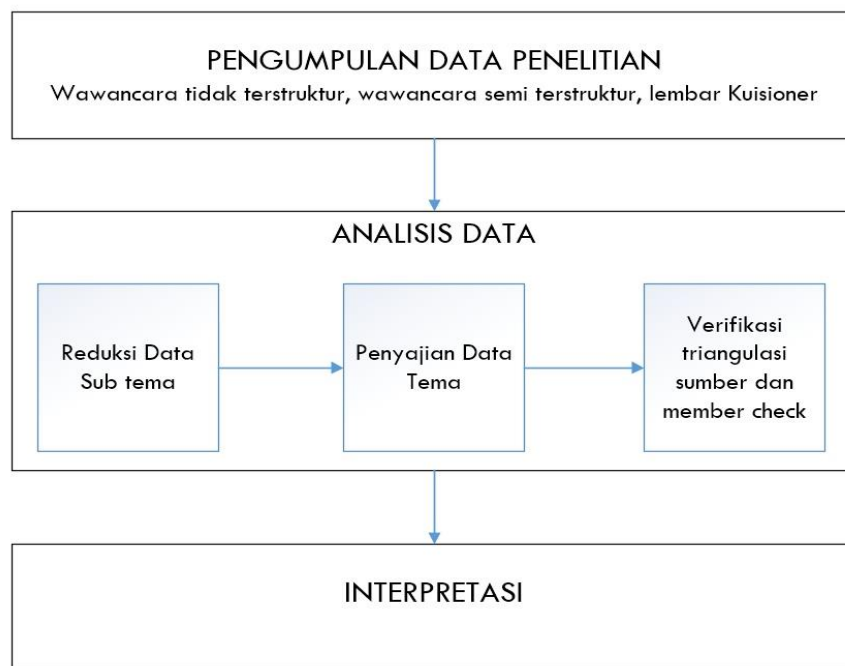 PENGUMPULAN DATA PENELITIAN
Wawancara tidak terstruktur, wawancara semi terstruktur, lembar Kuisioner
ANALISIS DATA
Reduksi Data
Sub tema
Penyajian Data
Tema
Verifikasi
triangulasi
sumber dan
member check
INTERPRETASI